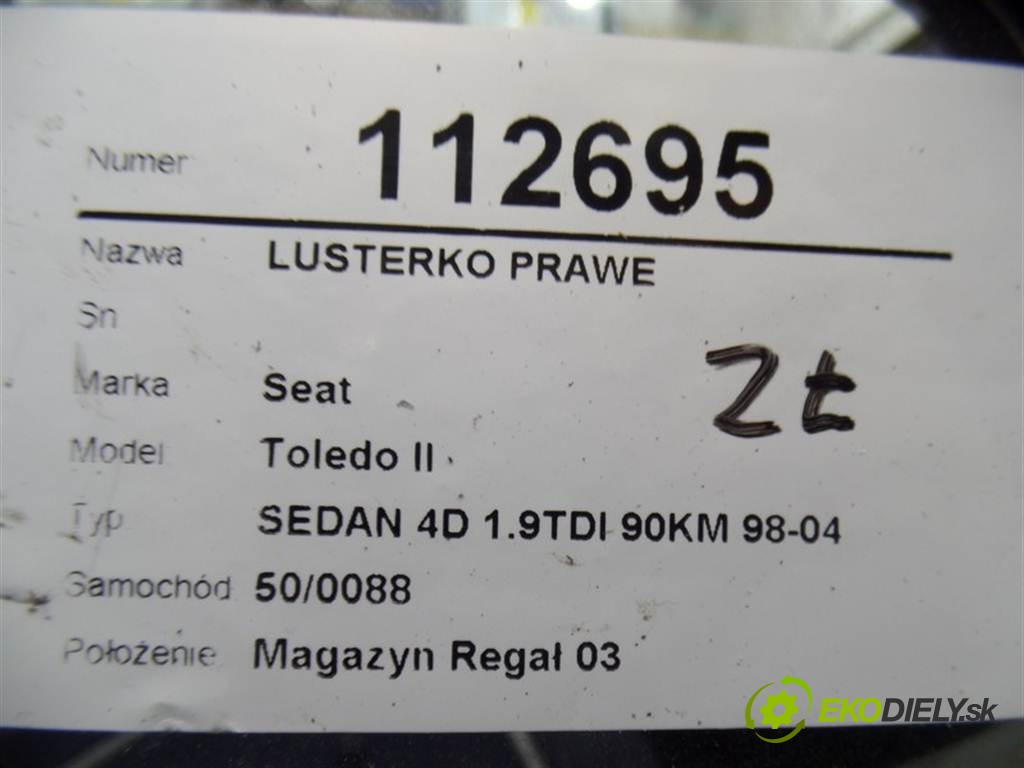 Numer 112695
Nazwa LUSTERKO PRAWE
Sn
Marka Seat
Zt
Model Toledo II
Typ SEDAN 4D 1.9TDI 90KM 98-04
Samochód 50/0088
Położenie Magazyn Regał 03
EKODIELY.sk